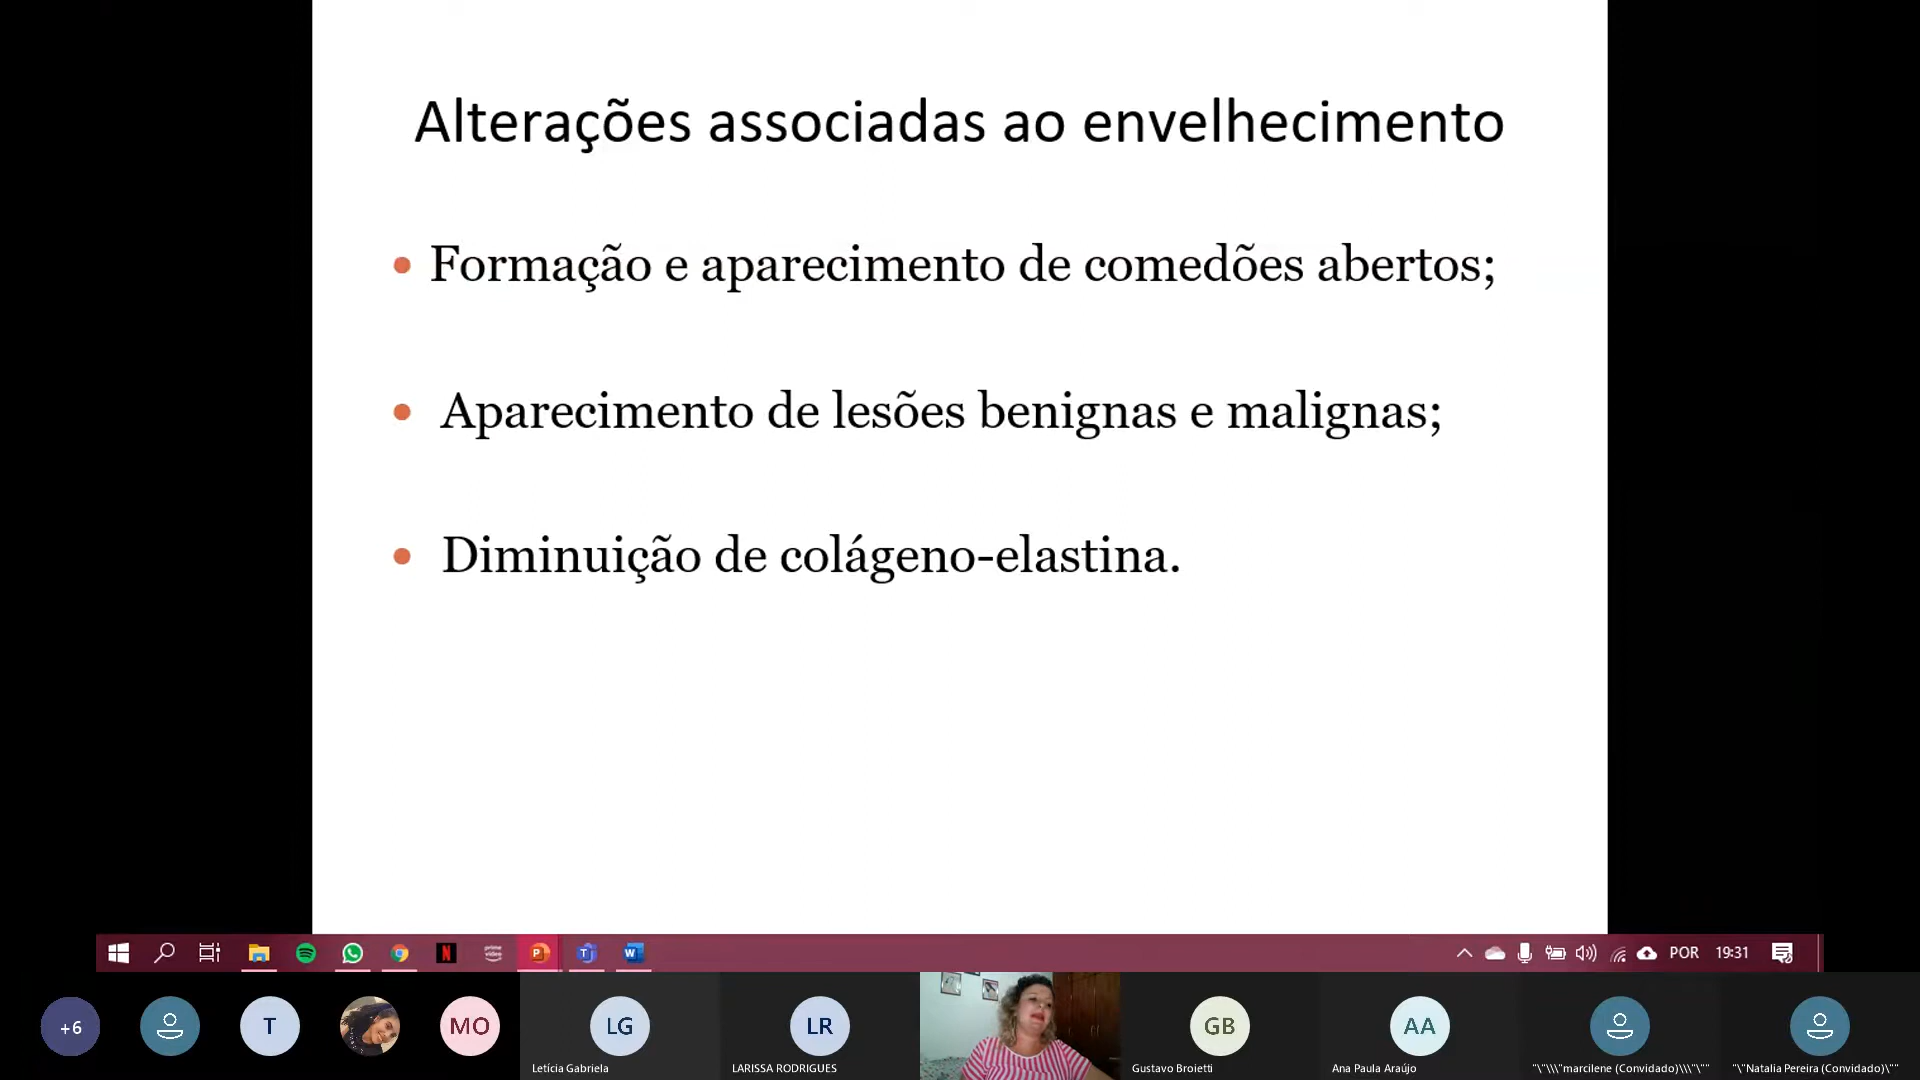 Alterações associadas ao envelhecimento
• Formação e aparecimento de comedões abertos;
• Aparecimento de lesões benignas e malignas;
• Diminuição de colágeno-elastina.
POR 19:31
+6
T
MO
LG
LR
GB
AA
Letícia Gabriela
LARISSA RODRIGUES
Gustavo Broietti
Ana Paula Araújo
"\"\\\"marcilene (Convidado)\\\"\""
"\"Natalia Pereira (Convidado)\""